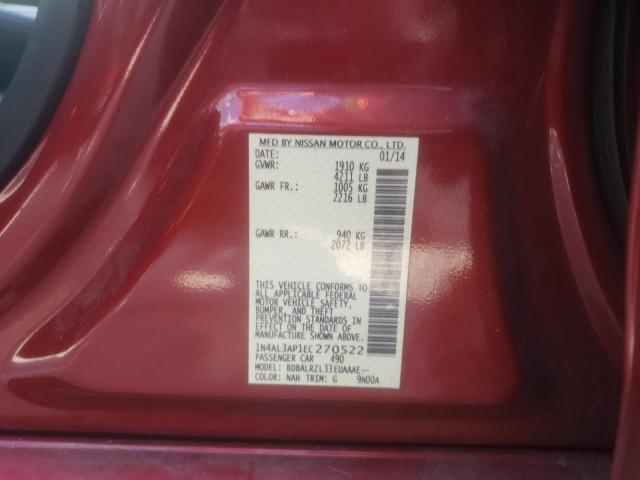 MFD BY NISSAN MOTOR CO., LTD.
DATE: 01/14
GVWR: 1910 KG
4211 LB
GAWR FR.: 1005 KG
2216 LB
GAWR RR.: 940 KG
2072 LB
THIS VEHICLE CONFORMS TO
ALL APPLICABLE FEDERAL
MOTOR VEHICLE SAFETY,
BUMPER, AND THEFT
PREVENTION STANDARDS IN
EFFECT ON THE DATE OF
MANUFACTURE SHOWN ABOVE.
1N4AL3AP1EC270522
PASSENGER CAR 490
MODEL: BDBALRZL33EUAAAE--
COLOR: NAH TRIM: G 9N00A